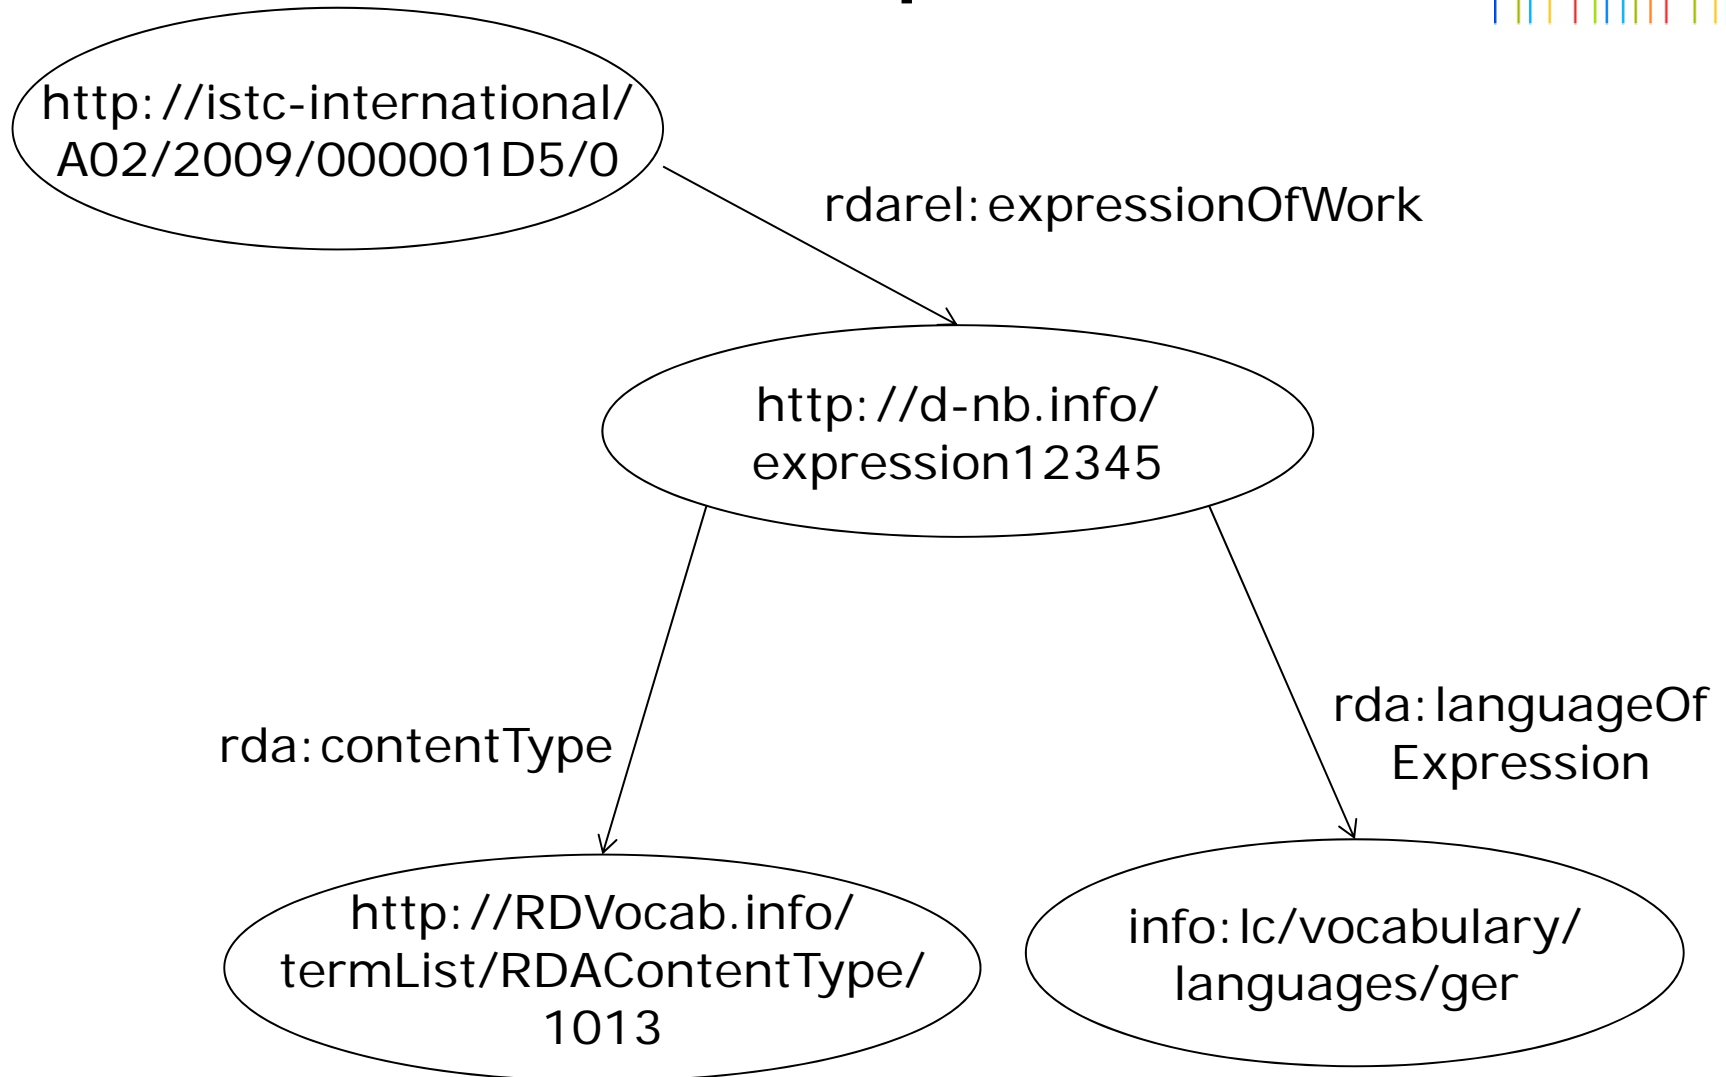 http://istc-international/
A02/2009/000001D5/0
rdarel:expressionOfWork
http://d-nb.info/
expression12345
rda:contentType
rda:languageOf
Expression
http://RDVocab.info/
termList/RDAContentType/
1013
info:lc/vocabulary/
languages/ger